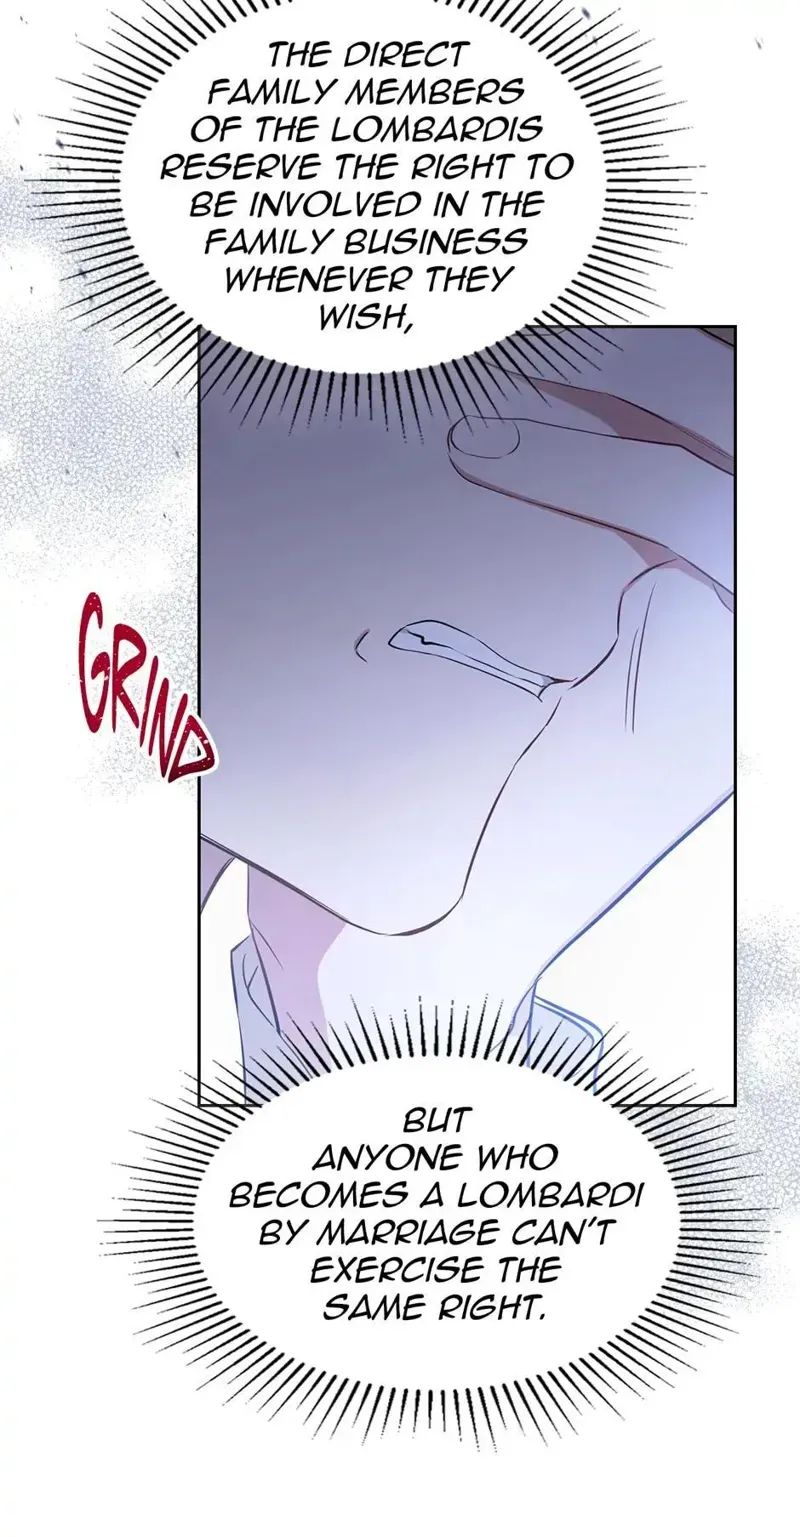 THE DIRECT
FAMILY MEMBERS
OF THE LOMBARDIS
RESERVE THE RIGHT TO
BE INVOLVED IN THE
FAMILY BUSINESS
WHENEVER THEY
WISH,
GRIND
BUT
ANYONE WHO
BECOMES A LOMBARDI
BY MARRIAGE CAN'T
EXERCISE THE
SAME RIGHT.